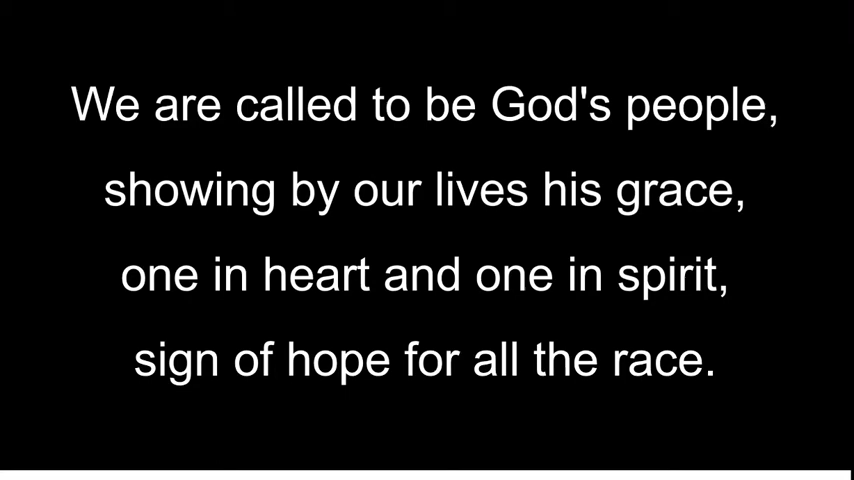 We are called to be God's people,
showing by our lives his grace,
one in heart and one in spirit,
sign of hope for all the race.